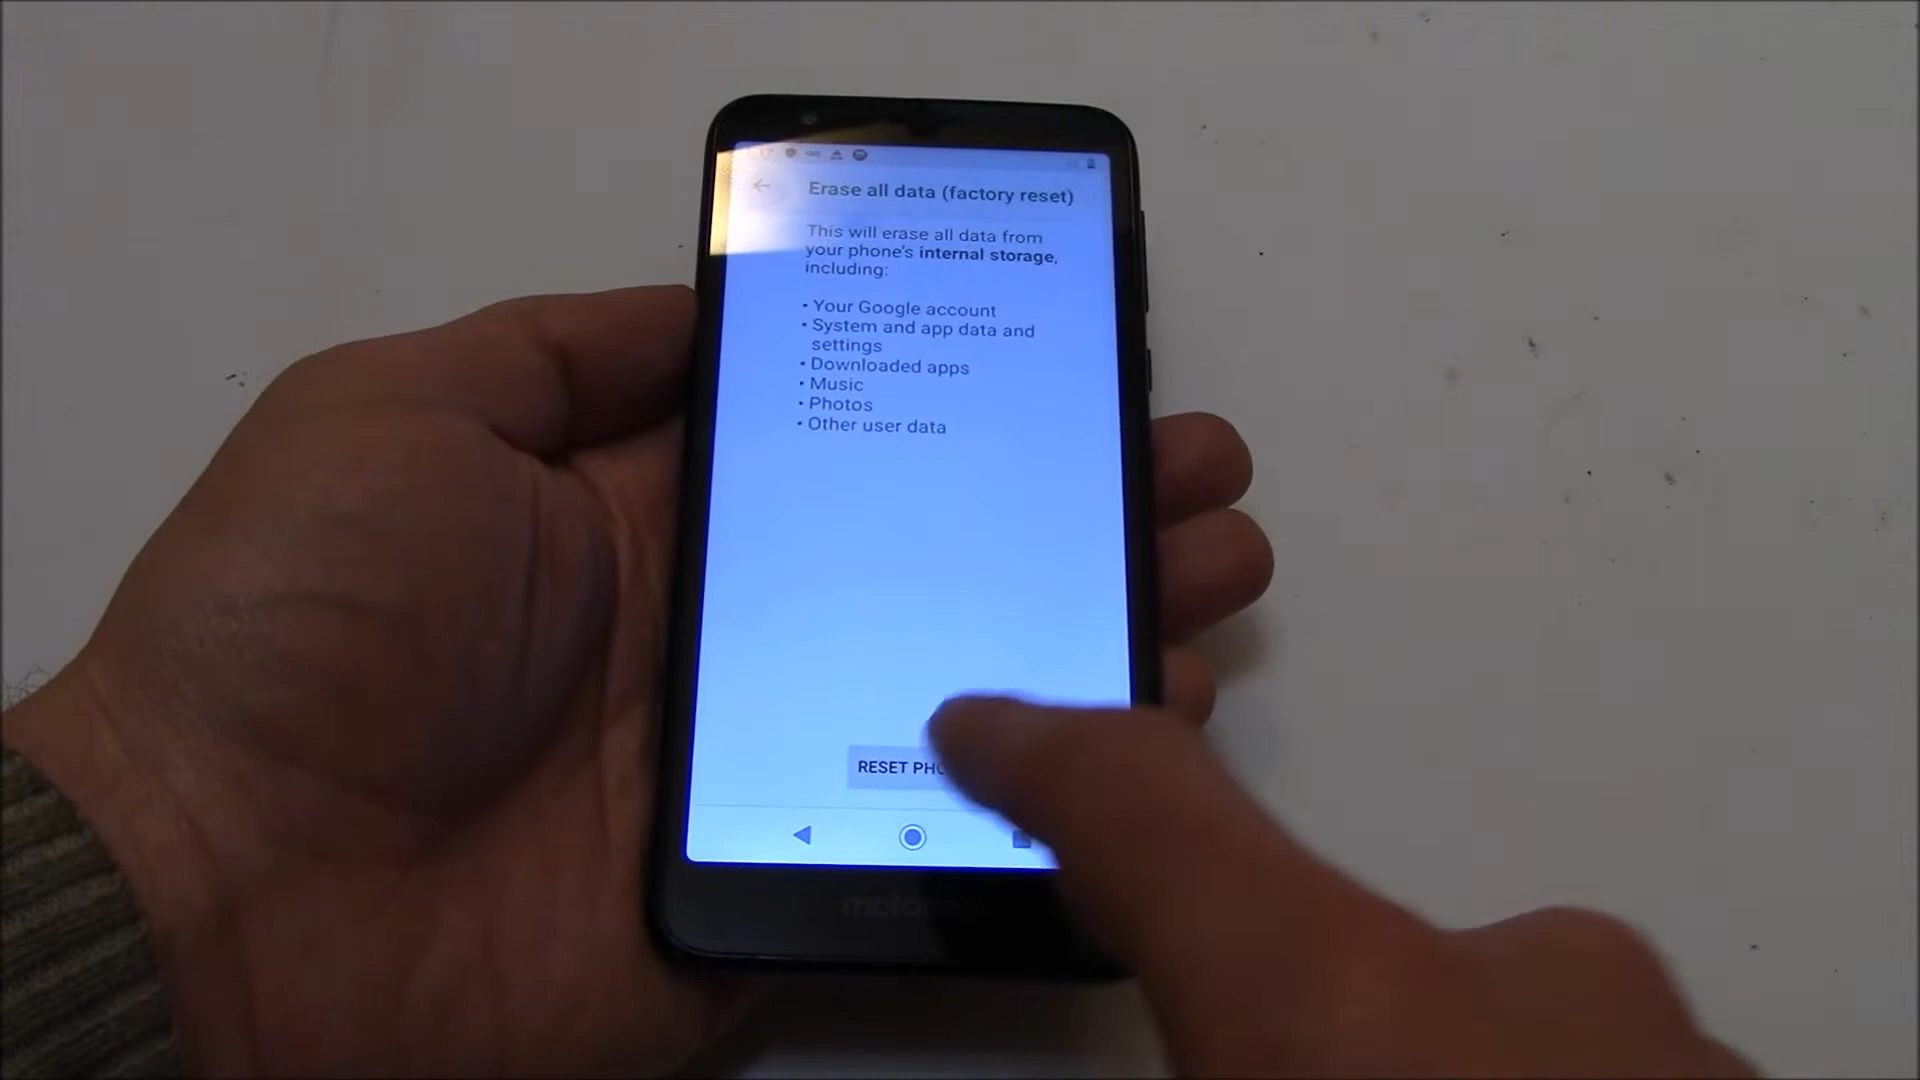 Erase all data (factory reset)
This will erase all data from
your phone's internal storage,
including:
• Your Google account
• System and app data and
settings
• Downloaded apps
• Music
• Photos
• Other user data
RESET PHO